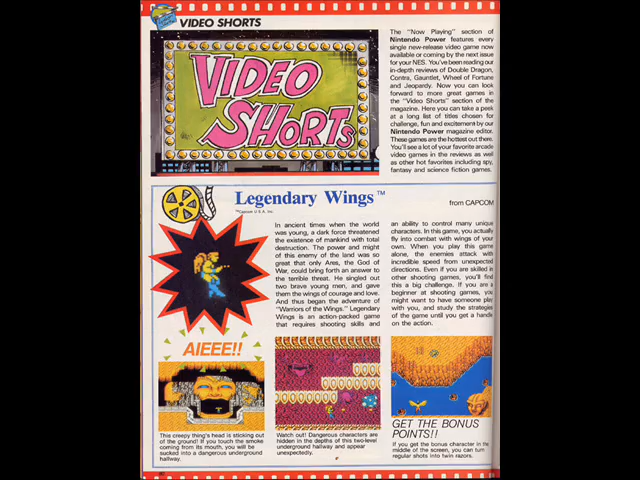 VIDEO SHORTS
VIDEO
SHORTS
The "Now Playing" section of
Nintendo Power features every
single new-release video game now
available or coming by the next issue
for your NES. You've been reading our
in-depth reviews of Double Dragon,
Contra, Gauntlet, Wheel of Fortune
and Jeopardy. Now you can look
forward to more great games in
the "Video Shorts" section of the
magazine. Here you can take a peek
at a long list of titles chosen for
challenge, fun and excitement by our
Nintendo Power magazine editor.
These games are the hottest out there.
You'll see a lot of your favorite arcade
video games in the reviews as well
as other hot favorites including spy,
fantasy and science fiction games.
Legendary Wings™
™Capcom U.S.A. Inc.
from CAPCOM
In ancient times when the world
was young, a dark force threatened
the existence of mankind with total
destruction. The power and might
of this enemy of the land was so
great that only Ares, the God of
War, could bring forth an answer to
the terrible threat. He singled out
two brave young men, and gave
them the wings of courage and love.
And thus began the adventure of
"Warriors of the Wings." Legendary
Wings is an action-packed game
that requires shooting skills and
an ability to control many unique
characters. In this game, you actually
fly into combat with wings of your
own. When you play this game
alone, the enemies attack with
incredible speed from unexpected
directions. Even if you are skilled in
other shooting games, you'll find
this a big challenge. If you are a
beginner at shooting games, you
might want to have someone play
with you, and study the strategies
of the game until you get a handle
on the action.
AIEEE!!
This creepy thing's head is sticking out
of the ground! If you touch the smoke
coming from its mouth, you will be
sucked into a dangerous underground
hallway.
Watch out! Dangerous characters are
hidden in the depths of this two-level
underground hallway and appear
unexpectedly.
GET THE BONUS
POINTS!!
If you get the bonus character in the
middle of the screen, you can turn
regular shots into twin razors.